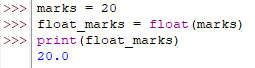 >>> marks = 20
>>> float_marks = float(marks)
>>> print(float_marks)
20.0